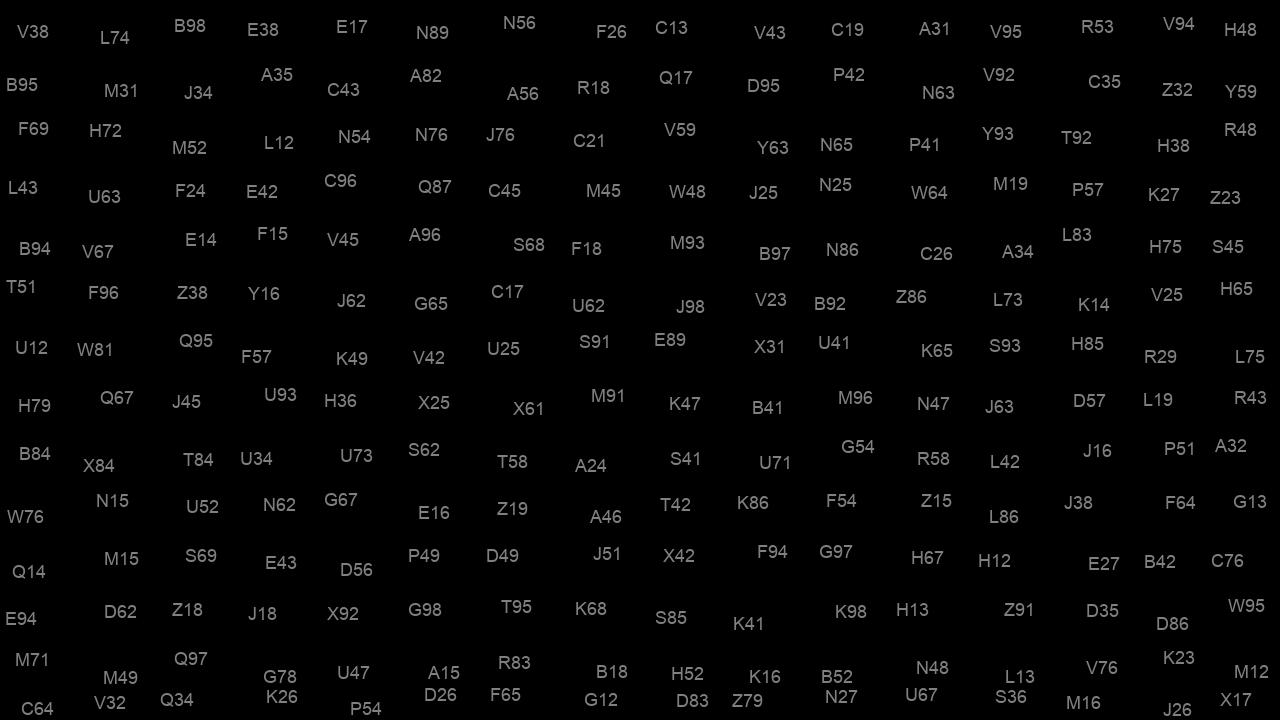 V38 L74 B98 E38 E17 N89 N56 F26 C13 V43 C19 A31 V95 R53 V94 H48
B95 M31 J34 A35 C43 A82 A56 R18 Q17 D95 P42 N63 V92 C35 Z32 Y59
F69 H72 M52 L12 N54 N76 J76 C21 V59 Y63 N65 P41 Y93 T92 H38 R48
L43 U63 F24 E42 C96 Q87 C45 M45 W48 J25 N25 W64 M19 P57 K27 Z23
B94 V67 E14 F15 V45 A96 S68 F18 M93 B97 N86 C26 A34 L83 H75 S45
T51 F96 Z38 Y16 J62 G65 C17 U62 J98 V23 B92 Z86 L73 K14 V25 H65
U12 W81 Q95 F57 K49 V42 U25 S91 E89 X31 U41 K65 S93 H85 R29 L75
H79 Q67 J45 U93 H36 X25 X61 M91 K47 B41 M96 N47 J63 D57 L19 R43
B84 X84 T84 U34 U73 S62 T58 A24 S41 U71 G54 R58 L42 J16 P51 A32
W76 N15 U52 N62 G67 E16 Z19 A46 T42 K86 F54 Z15 L86 J38 F64 G13
Q14 M15 S69 E43 D56 P49 D49 J51 X42 F94 G97 H67 H12 E27 B42 C76
E94 D62 Z18 J18 X92 G98 T95 K68 S85 K41 K98 H13 Z91 D35 D86 W95
M71 M49 Q97 G78 U47 A15 R83 B18 H52 K16 B52 N48 L13 V76 K23 M12
C64 V32 Q34 K26 P54 D26 F65 G12 D83 Z79 N27 U67 S36 M16 J26 X17